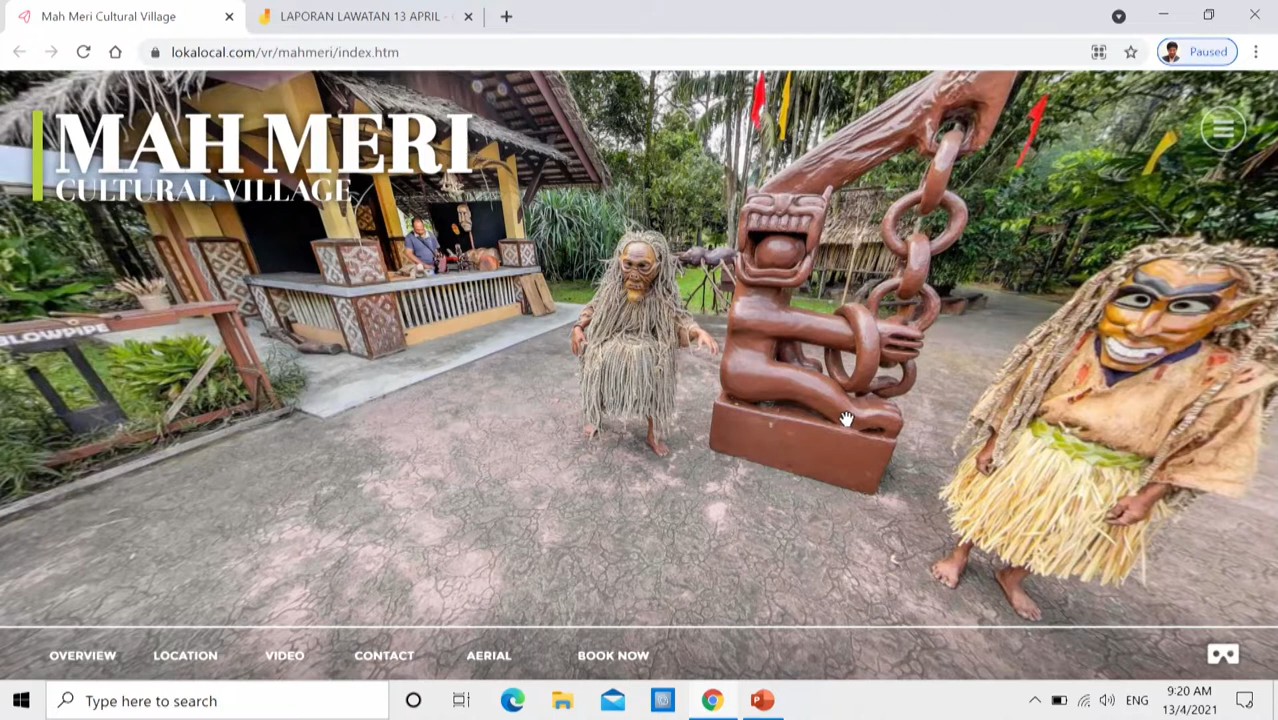 Mah Meri Cultural Village
LAPORAN LAWATAN 13 APRIL -
lokalocal.com/vr/mahmeri/index.htm
Paused
MAH MERI
CULTURAL VILLAGE
BLOWPIPE
OVERVIEW
LOCATION
VIDEO
CONTACT
AERIAL
BOOK NOW
Type here to search
ENG
9:20 AM
13/4/2021